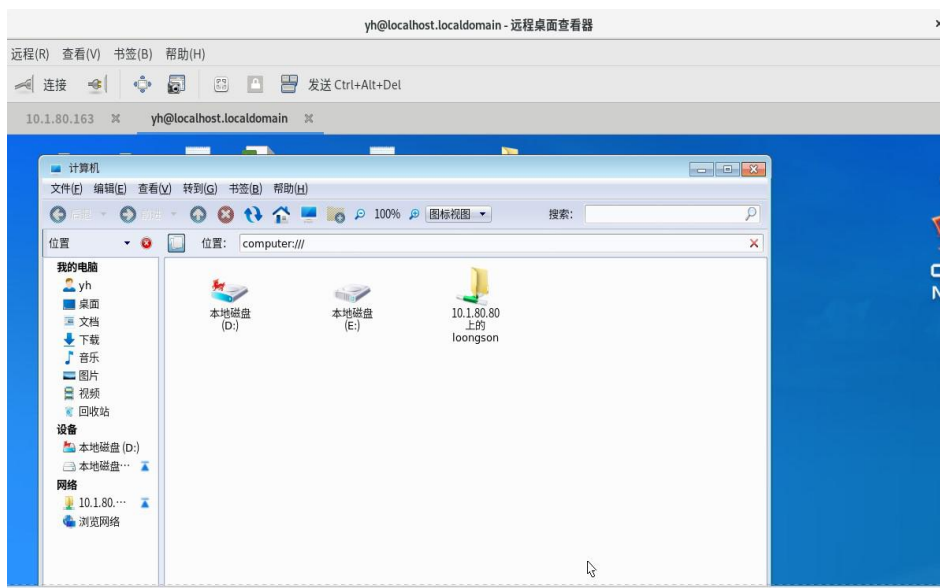 yh@localhost.localdomain - 远程桌面查看器
远程(R) 查看(V) 书签(B) 帮助(H)
连接 发送 Ctrl+Alt+Del
10.1.80.163 yh@localhost.localdomain
计算机
文件(F) 编辑(E) 查看(V) 转到(G) 书签(B) 帮助(H)
100% 图标视图 搜索:
位置 位置: computer:///
我的电脑
yh
桌面
文档
下载
音乐
图片
视频
回收站
设备
本地磁盘 (D:)
本地磁盘…
网络
10.1.80.…
浏览网络
本地磁盘
(D:)
本地磁盘
(E:)
10.1.80.80
上的
loongson